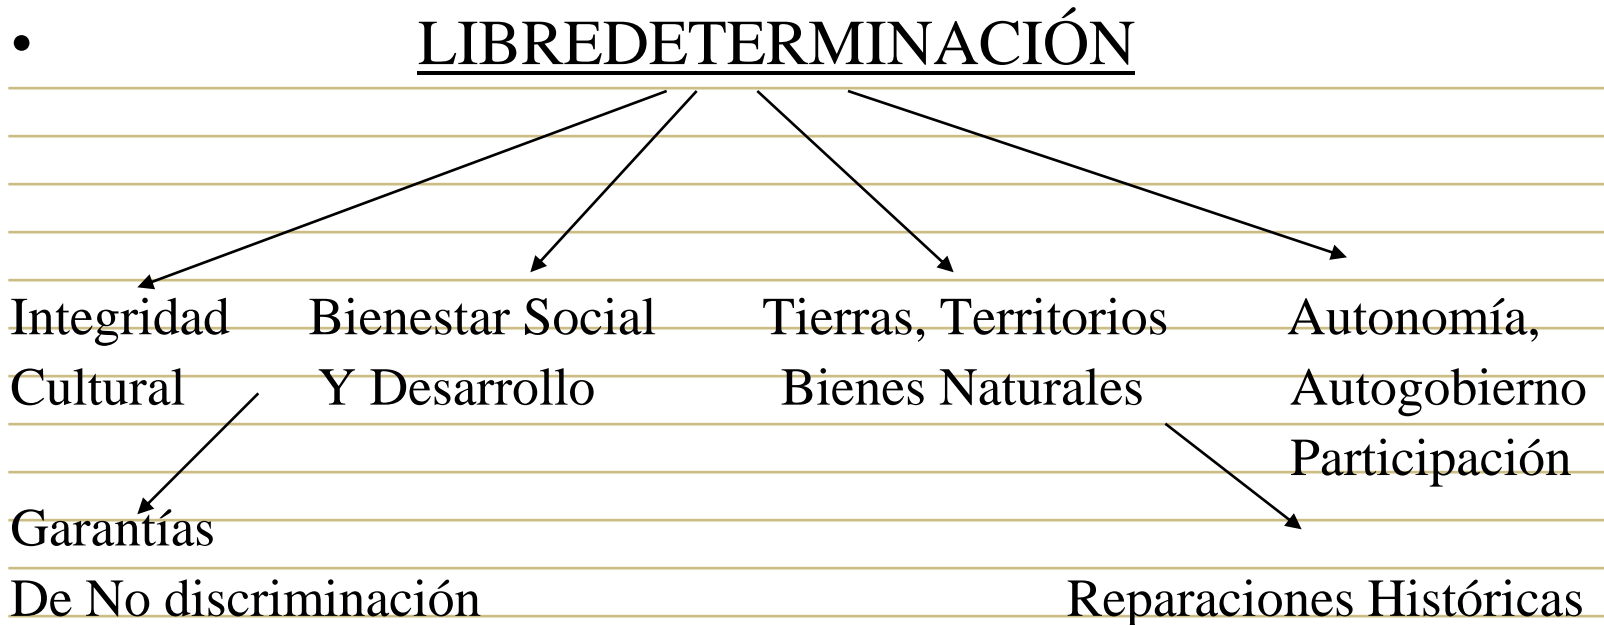 • LIBREDETERMINACIÓN
Integridad Bienestar Social Tierras, Territorios Autonomía,
Cultural Y Desarrollo Bienes Naturales Autogobierno
Participación
Garantías
De No discriminación Reparaciones Históricas